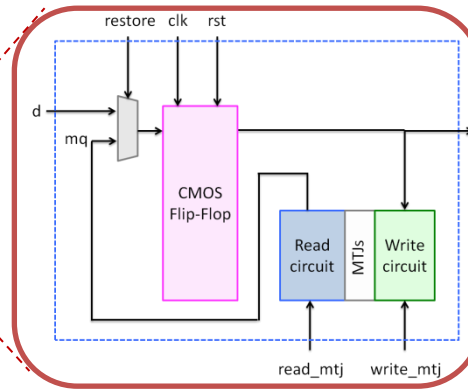 restore clk rst
d
mq
CMOS
Flip-Flop
Read
circuit
MTJs
Write
circuit
read_mtj write_mtj